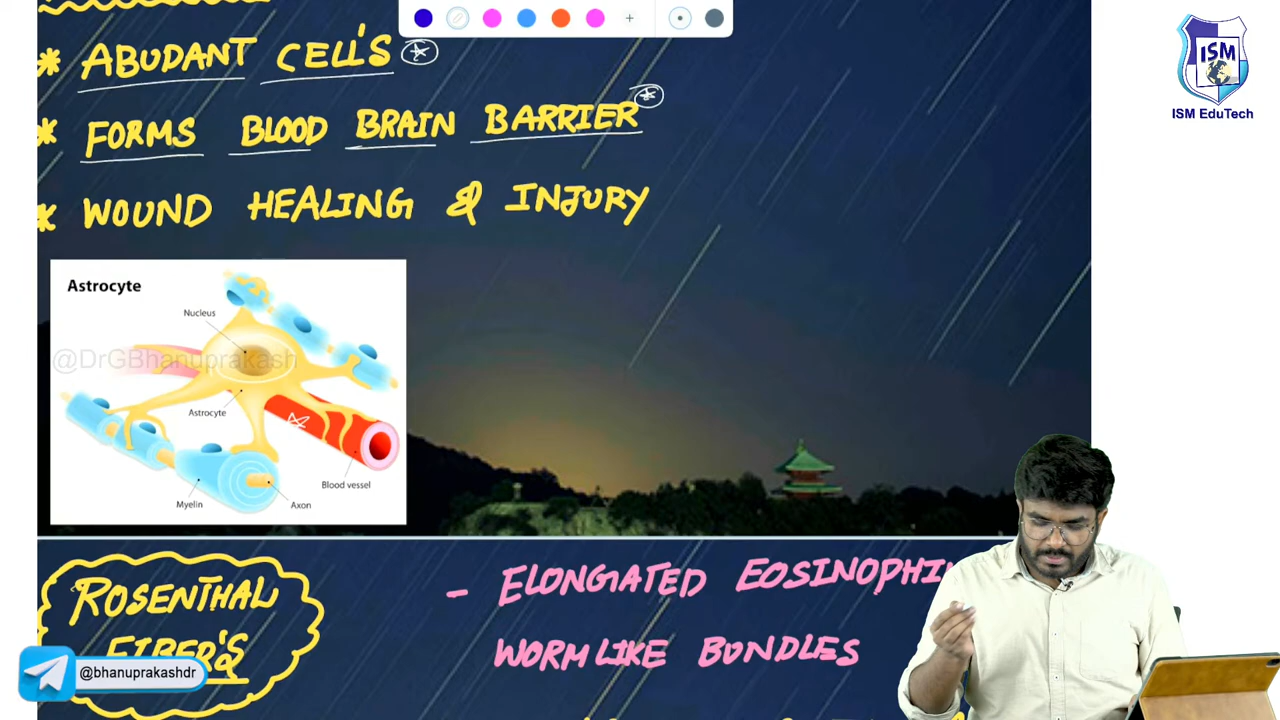 * ABUDANT CELL'S *
* FORMS BLOOD BRAIN BARRIER *
* WOUND HEALING & INJURY
Astrocyte
Nucleus
@DrGBhanuprakash
Astrocyte
Blood vessel
Myelin
Axon
ROSENTHAL
FIBER'S
- ELONGATED EOSINOPHI
WORM LIKE BUNDLES
@bhanuprakashdr
ISM
ISM EduTech